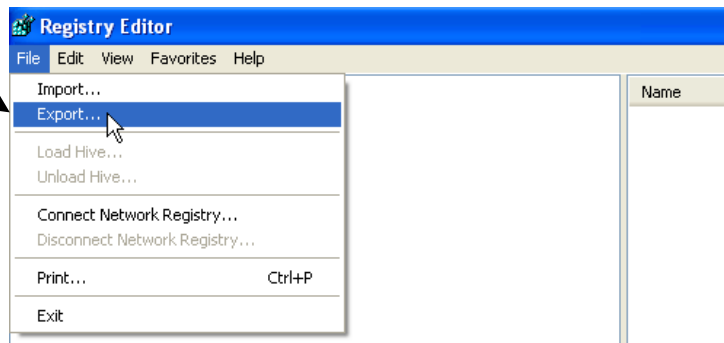 Registry Editor
File Edit View Favorites Help
Import...
Name
Export...
Load Hive...
Unload Hive...
Connect Network Registry...
Disconnect Network Registry...
Print... Ctrl+P
Exit